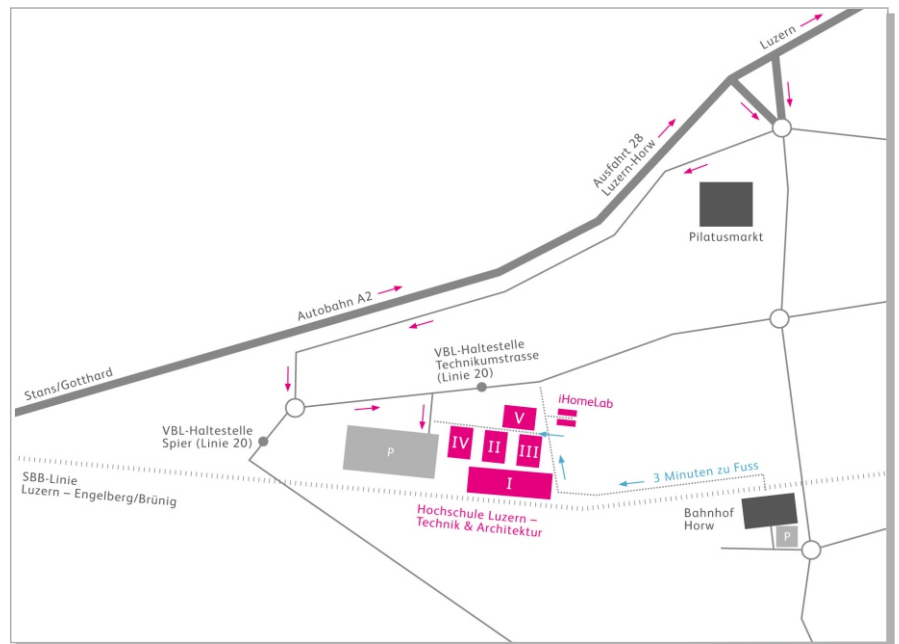 Luzern
Ausfahrt 28
Luzern-Horw
Pilatusmarkt
Autobahn A2
Stans/Gotthard
VBL-Haltestelle
Technikumstrasse
(Linie 20)
iHomeLab
VBL-Haltestelle
Spier (Linie 20)
V
IV
II
III
P
I
3 Minuten zu Fuss
SBB-Linie
Luzern – Engelberg/Brünig
Hochschule Luzern –
Technik & Architektur
Bahnhof
Horw
P